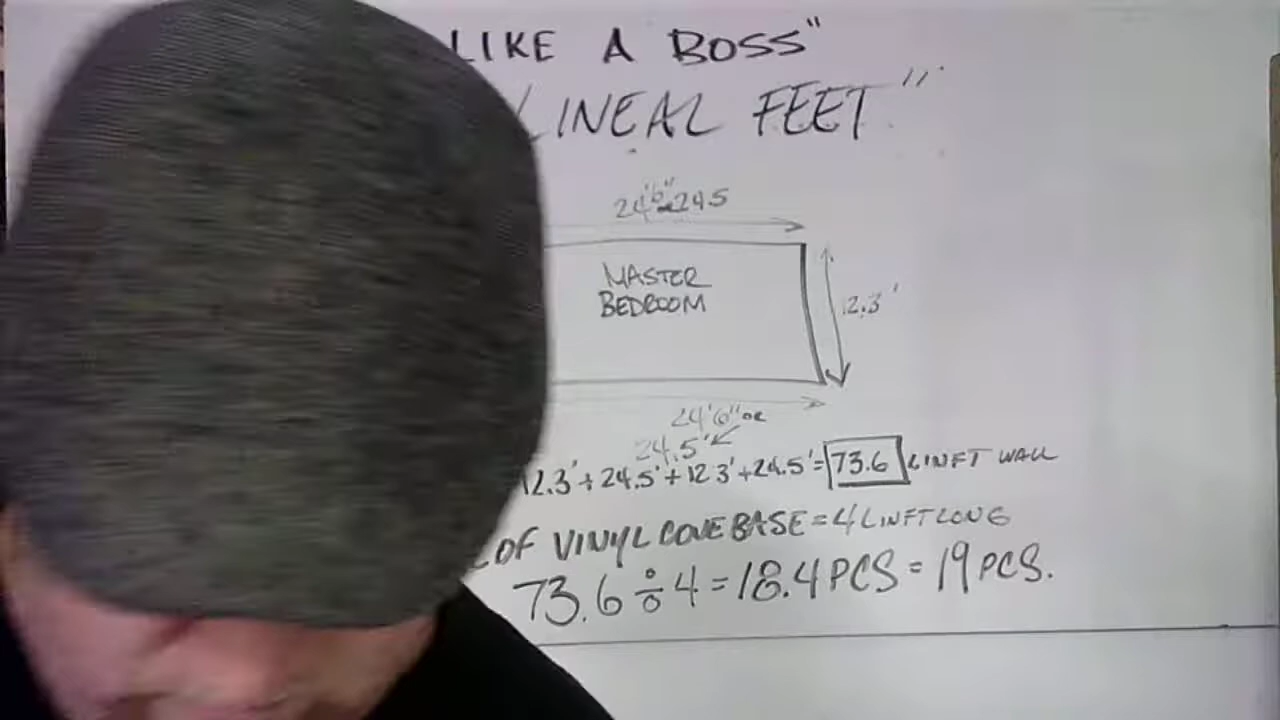 LIKE A BOSS"
LINEAL FEET"
24'6" 24.5
MASTER
BEDROOM
12.3'
24'6" OR
24.5'
12.3'+24.5'+12.3'+24.5'=73.6 LINFT WALL
OF VINYL COVE BASE=4 LINFT LONG
73.6÷4=18.4 PCS=19 PCS.